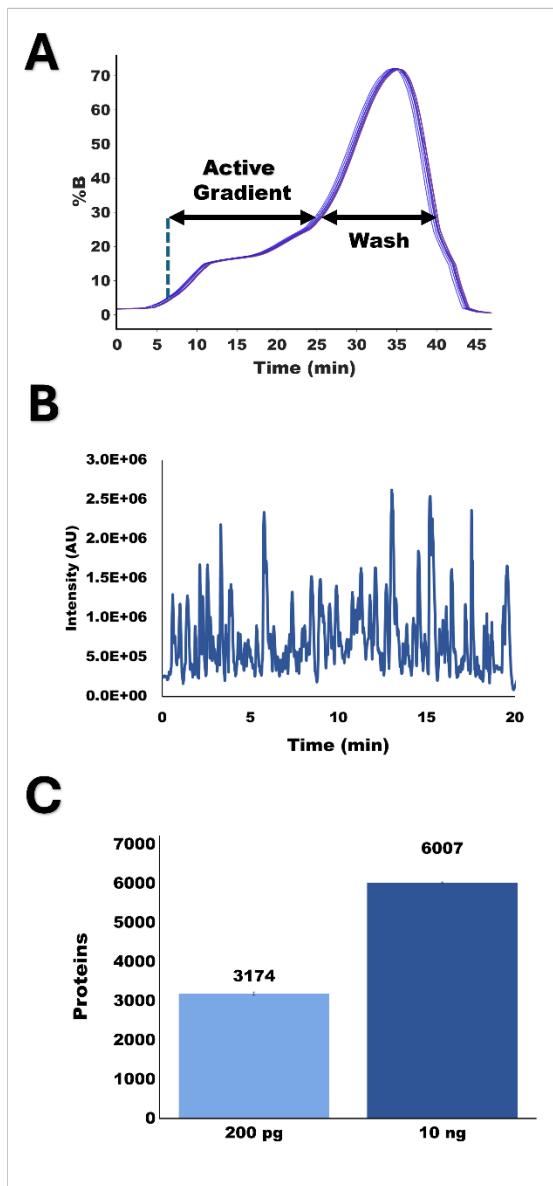 A
70
60
50
40
30
20
10
0
%B
Active
Gradient
Wash
0 5 10 15 20 25 30 35 40 45
Time (min)
B
3.0E+06
2.5E+06
2.0E+06
1.5E+06
1.0E+06
5.0E+05
0.0E+00
Intensity (AU)
0 5 10 15 20
Time (min)
C
7000
6000
5000
4000
3000
2000
1000
0
Proteins
3174
6007
200 pg 10 ng